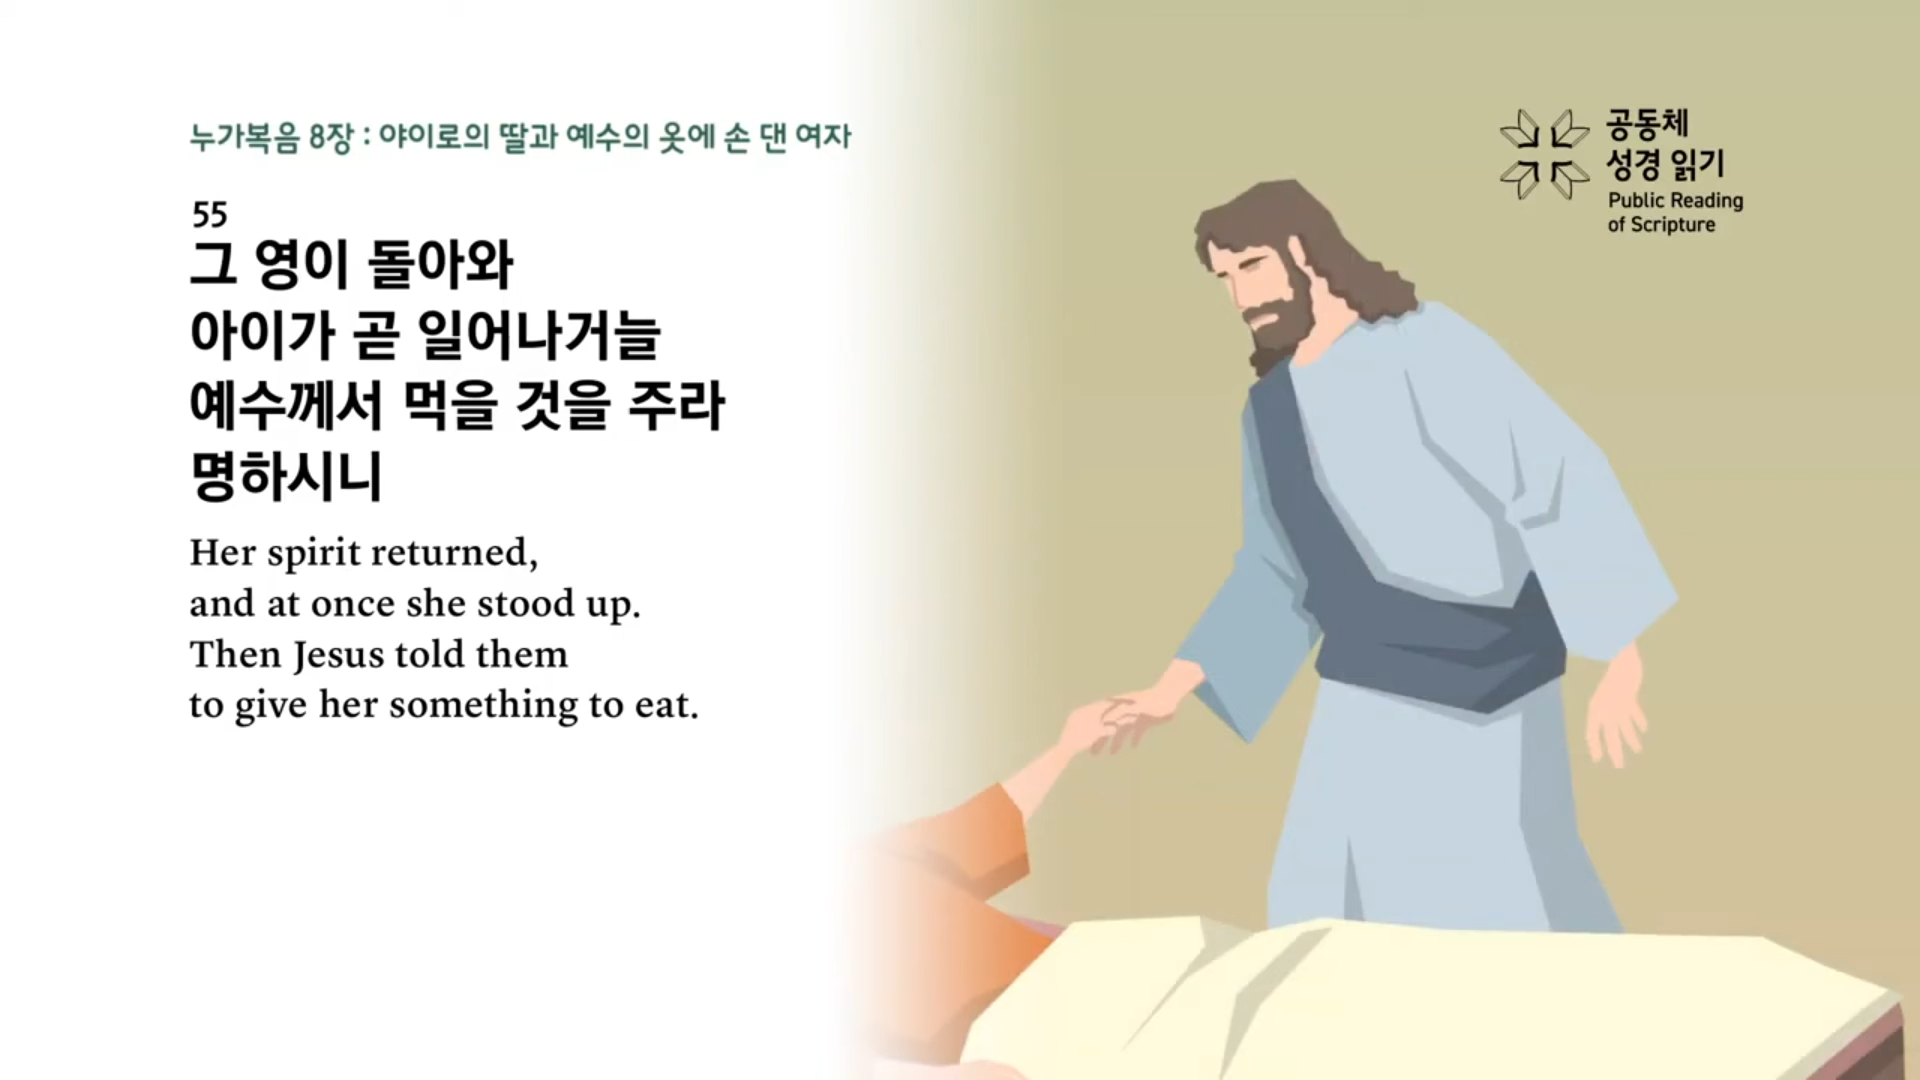 누가복음 8장 : 야이로의 딸과 예수의 옷에 손 댄 여자
55
그 영이 돌아와
아이가 곧 일어나거늘
예수께서 먹을 것을 주라
명하시니
Her spirit returned,
and at once she stood up.
Then Jesus told them
to give her something to eat.
공동체
성경 읽기
Public Reading
of Scripture